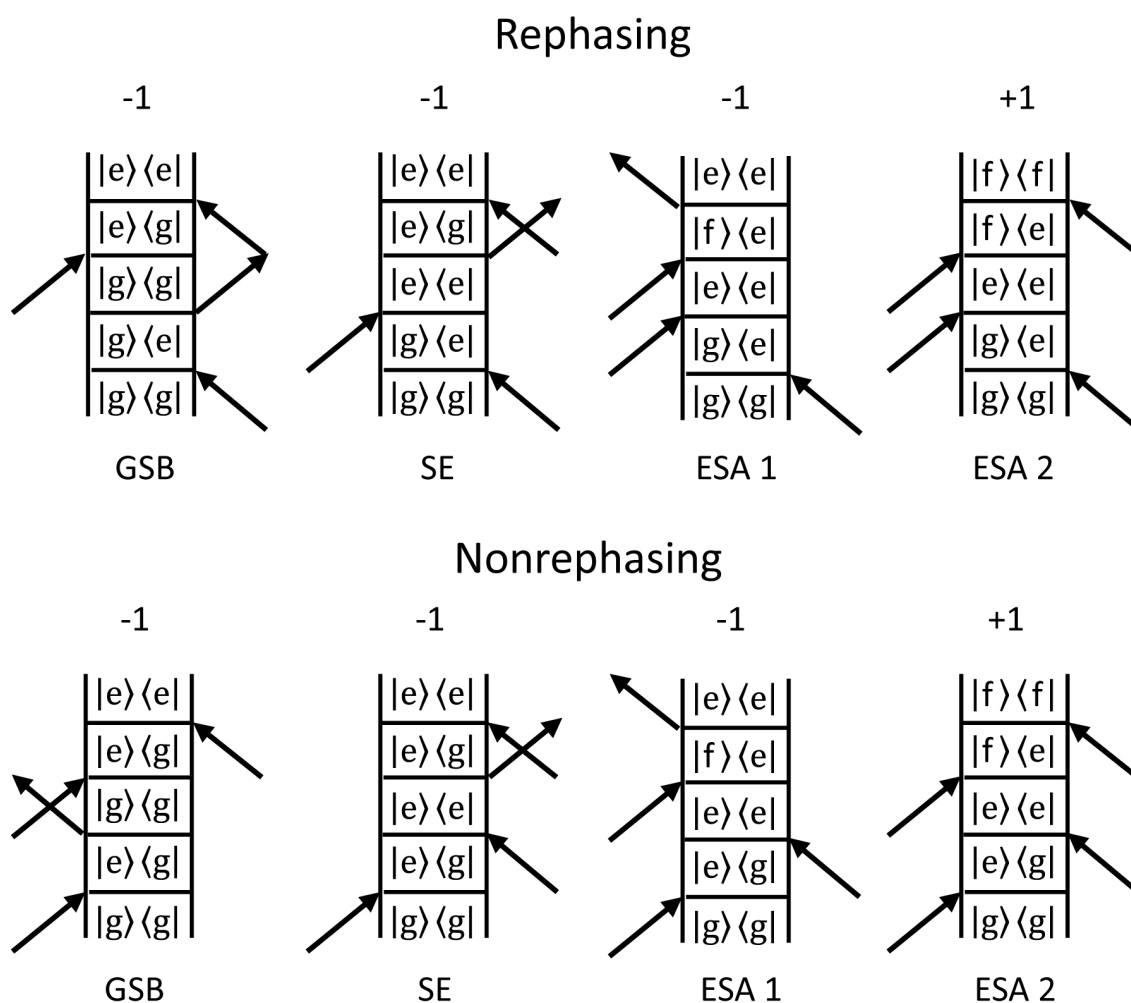 Rephasing
-1 -1 -1 +1
|e⟩⟨e| |e⟩⟨e| |e⟩⟨e| |f⟩⟨f|
|e⟩⟨g| |e⟩⟨g| |f⟩⟨e| |f⟩⟨e|
|g⟩⟨g| |e⟩⟨e| |e⟩⟨e| |e⟩⟨e|
|g⟩⟨e| |g⟩⟨e| |g⟩⟨e| |g⟩⟨e|
|g⟩⟨g| |g⟩⟨g| |g⟩⟨g| |g⟩⟨g|
GSB SE ESA 1 ESA 2
Nonrephasing
-1 -1 -1 +1
|e⟩⟨e| |e⟩⟨e| |e⟩⟨e| |f⟩⟨f|
|e⟩⟨g| |e⟩⟨g| |f⟩⟨e| |f⟩⟨e|
|g⟩⟨g| |e⟩⟨e| |e⟩⟨e| |e⟩⟨e|
|e⟩⟨g| |e⟩⟨g| |e⟩⟨g| |e⟩⟨g|
|g⟩⟨g| |g⟩⟨g| |g⟩⟨g| |g⟩⟨g|
GSB SE ESA 1 ESA 2